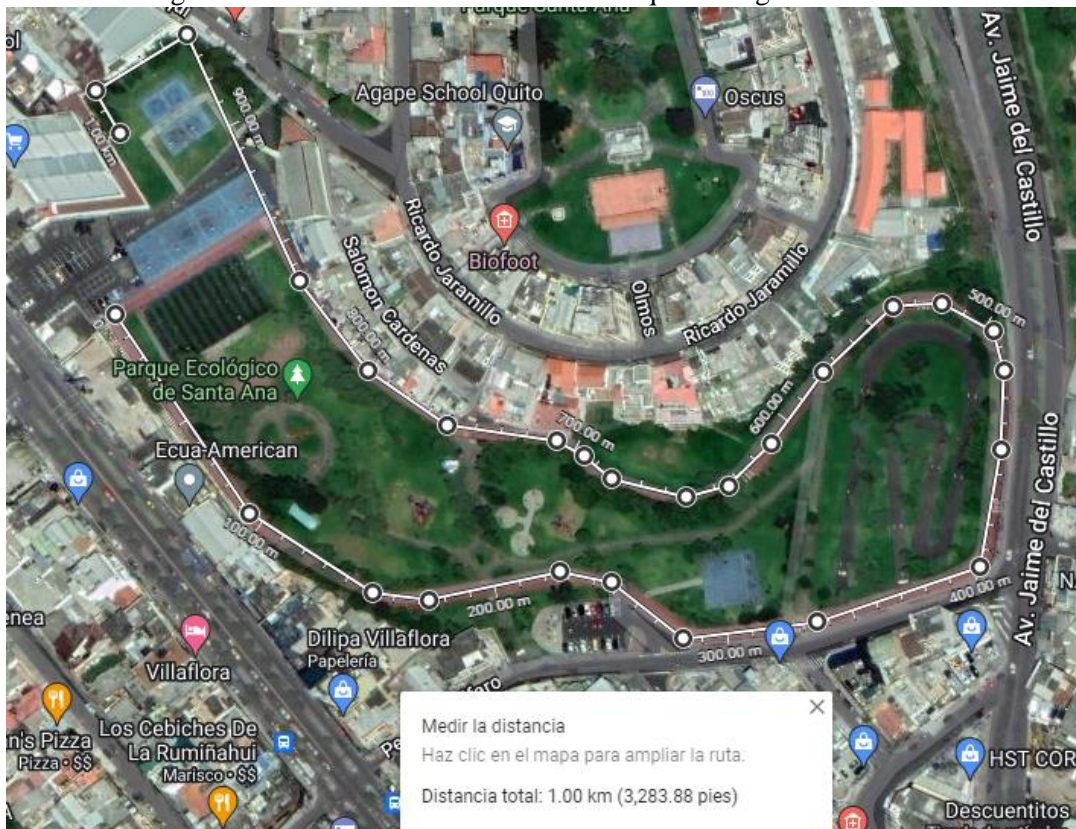 Parque Santa Ana
Av. Jaime del Castillo
Agape School Quito
Oscus
900.00 m
1.00 km
Ricardo Jaramillo
Biofoot
Salomon Cardenas
Olmos
Ricardo Jaramillo
500.00 m
800.00 m
Parque Ecológico
de Santa Ana
700.00 m
600.00 m
Ecua-American
100.00 m
200.00 m
400.00 m
Av. Jaime del Castillo
Dilipa Villaflora
Papelería
300.00 m
Villaflora
Los Cebiches De
La Rumiñahui
Marisco • $$
Pizza • $$
Medir la distancia
Haz clic en el mapa para ampliar la ruta.
Distancia total: 1.00 km (3,283.88 pies)
HST COR
Descuentitos